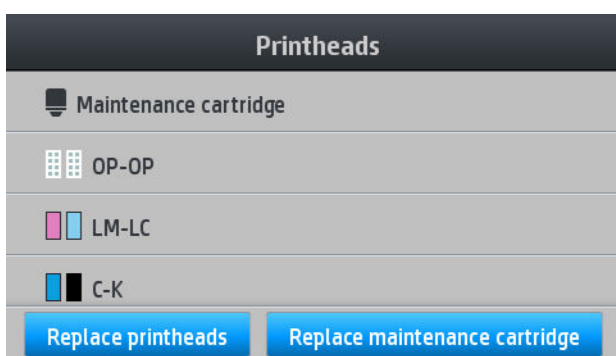 Printheads
Maintenance cartridge
OP-OP
LM-LC
C-K
Replace printheads Replace maintenance cartridge